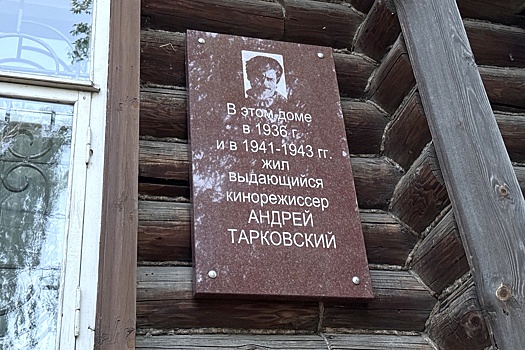 В этом доме
в 1936 г.
и в 1941-1943 гг.
жил
выдающийся
кинорежиссер
АНДРЕЙ
ТАРКОВСКИЙ